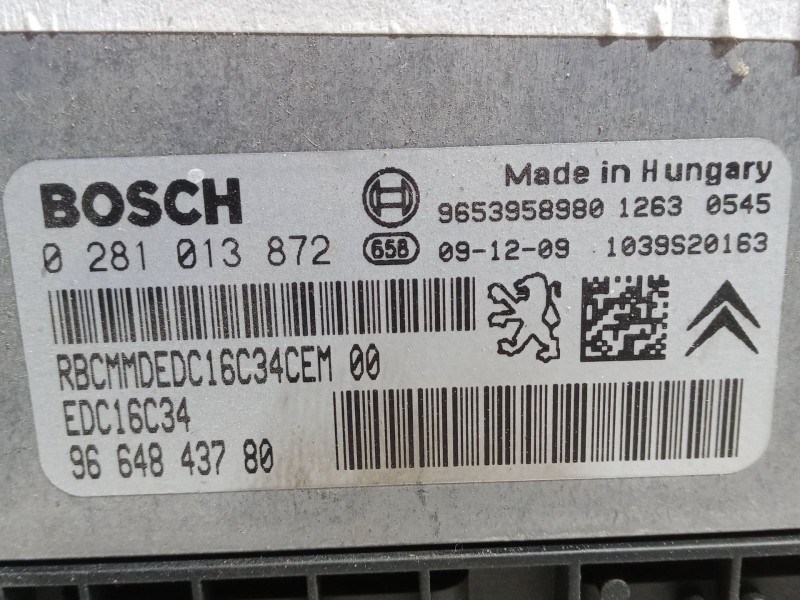 BOSCH
Made in Hungary
9653958980 1263 0545
0 281 013 872 658 09-12-09 1039S20163
RBCMMDEDC16C34CEM 00
EDC16C34
96 648 437 80